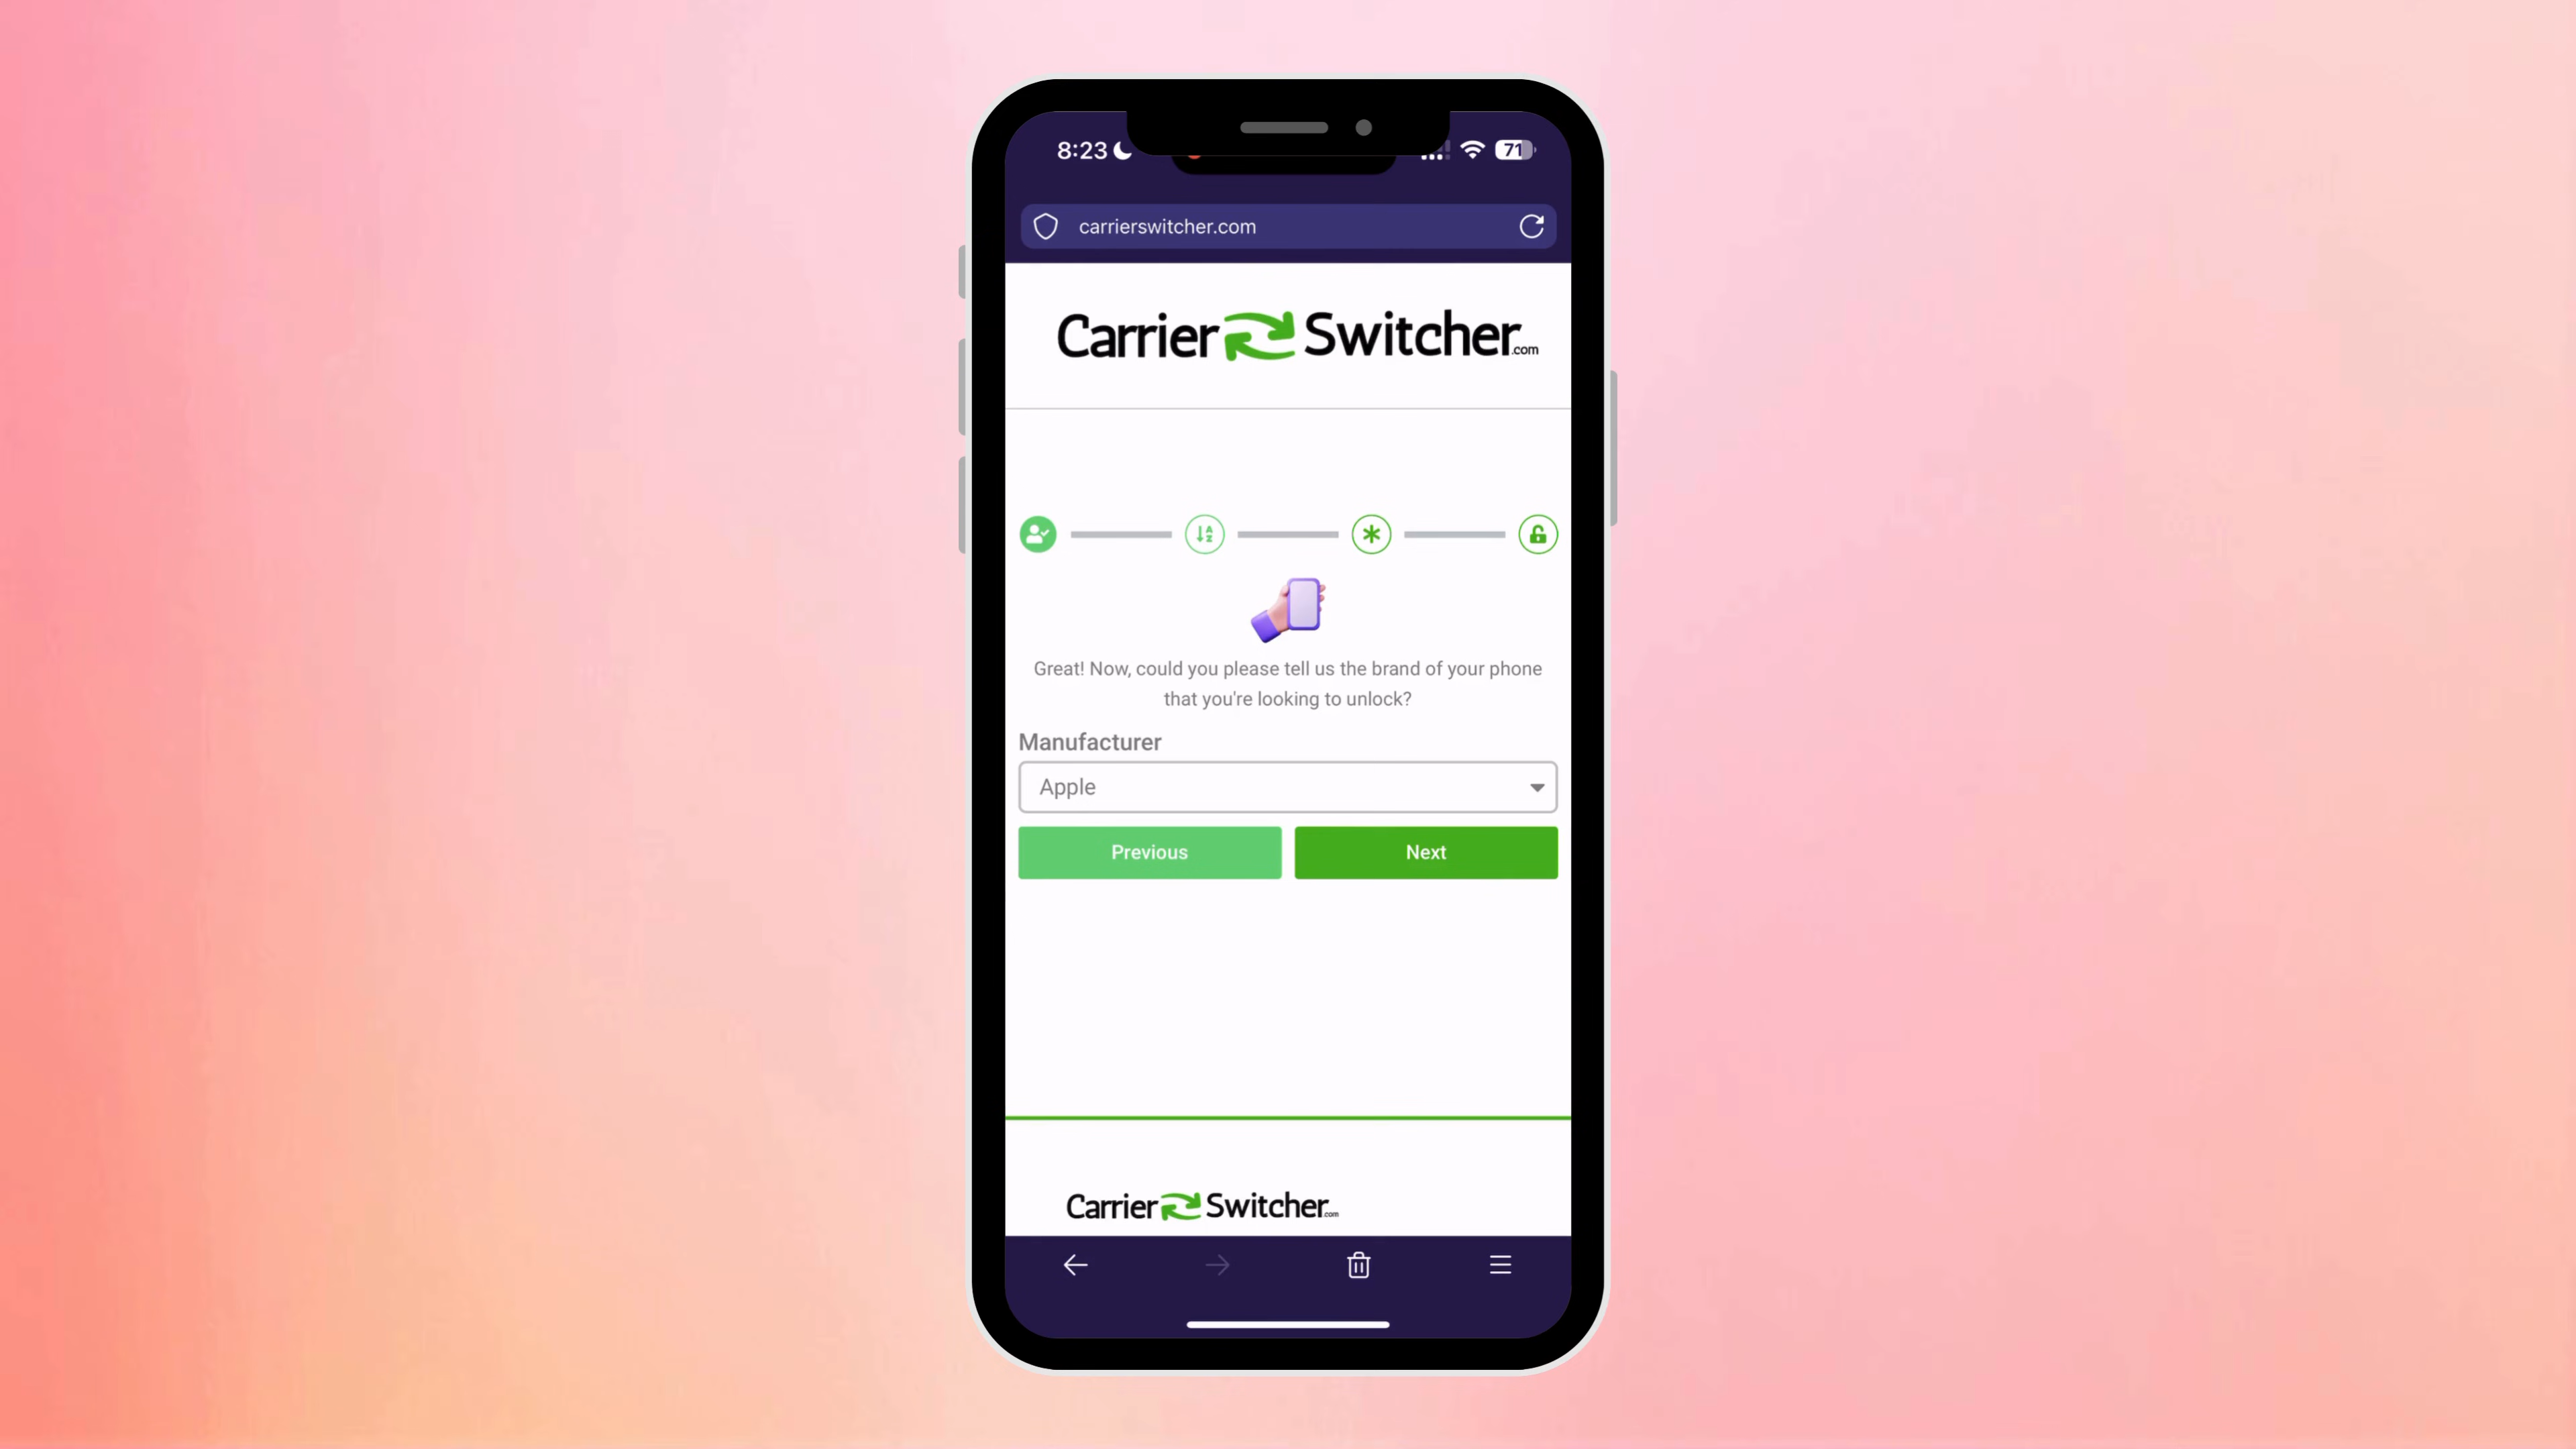 8:23
71
carrierswitcher.com
Carrier Switcher.com
Great! Now, could you please tell us the brand of your phone
that you're looking to unlock?
Manufacturer
Apple
Previous Next
Carrier Switcher.com